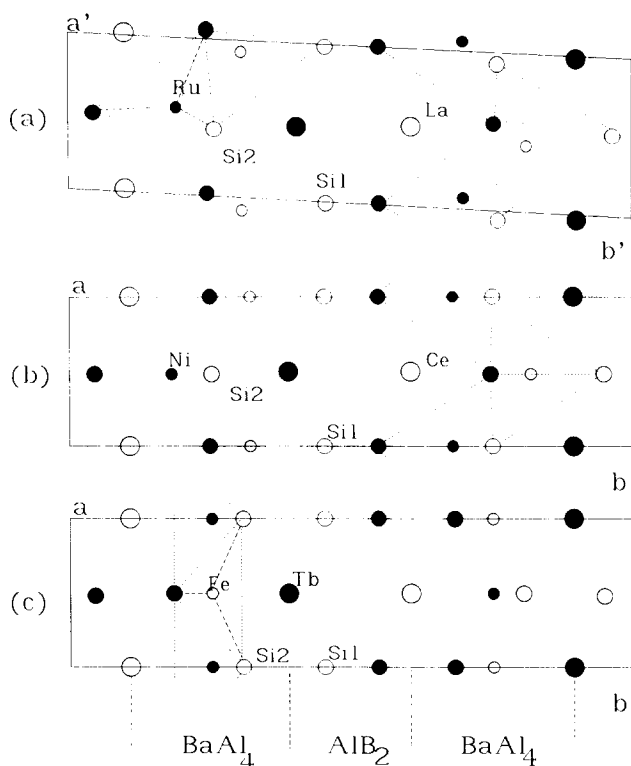 a'
Ru
(a)
La
Si2
Si1
b'
a
Ni
Ce
(b)
Si2
Si1
b
a
Fe
Tb
(c)
Si2
Si1
b
BaAl4
AlB2
BaAl4